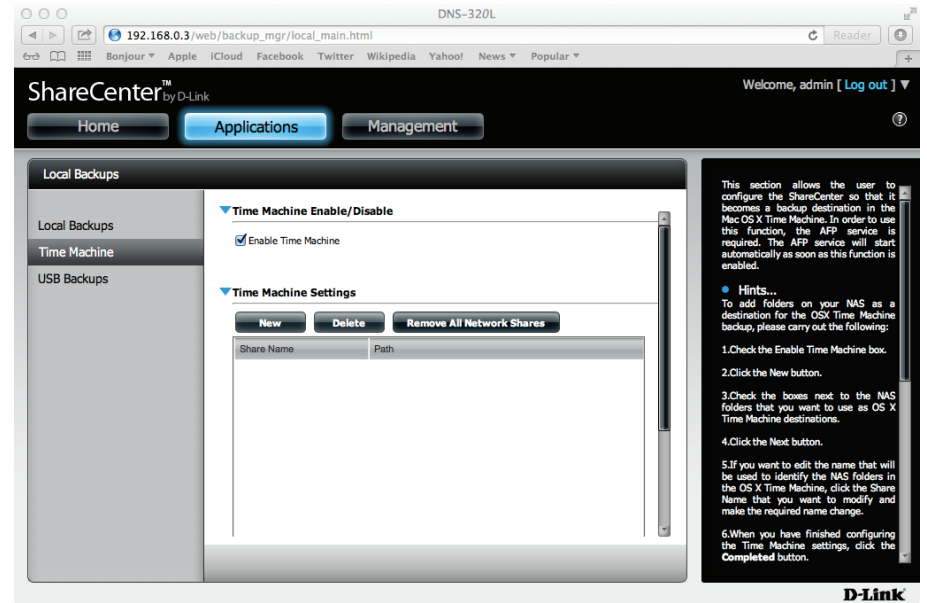 DNS-320L
192.168.0.3/web/backup_mgr/local_main.html
Reader
Bonjour Apple iCloud Facebook Twitter Wikipedia Yahoo! News Popular
ShareCenter™ by D-Link
Welcome, admin [ Log out ]
Home
Applications
Management
?
Local Backups
Local Backups
Time Machine
USB Backups
Time Machine Enable/Disable
Enable Time Machine
Time Machine Settings
New
Delete
Remove All Network Shares
Share Name
Path
This section allows the user to
configure the ShareCenter so that it
becomes a backup destination in the
Mac OS X Time Machine. In order to use
this function, the AFP service is
required. The AFP service will start
automatically as soon as this function is
enabled.
Hints...
To add folders on your NAS as a
destination for the OSX Time Machine
backup, please carry out the following:
1.Check the Enable Time Machine box.
2.Click the New button.
3.Check the boxes next to the NAS
folders that you want to use as OS X
Time Machine destinations.
4.Click the Next button.
5.If you want to edit the name that will
be used to identify the NAS folders in
the OS X Time Machine, click the Share
Name that you want to modify and
make the required name change.
6.When you have finished configuring
the Time Machine settings, click the
Completed button.
D-Link